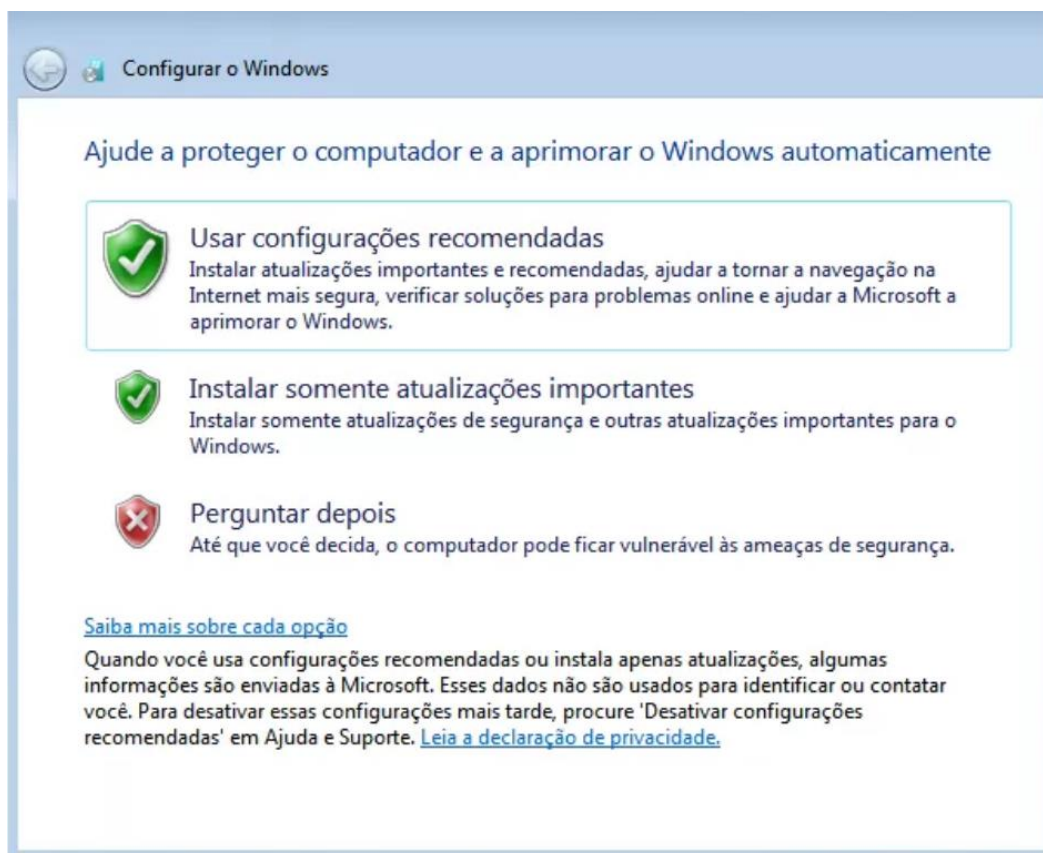 Configurar o Windows
Ajude a proteger o computador e a aprimorar o Windows automaticamente
Usar configurações recomendadas
Instalar atualizações importantes e recomendadas, ajudar a tornar a navegação na
Internet mais segura, verificar soluções para problemas online e ajudar a Microsoft a
aprimorar o Windows.
Instalar somente atualizações importantes
Instalar somente atualizações de segurança e outras atualizações importantes para o
Windows.
Perguntar depois
Até que você decida, o computador pode ficar vulnerável às ameaças de segurança.
Saiba mais sobre cada opção
Quando você usa configurações recomendadas ou instala apenas atualizações, algumas
informações são enviadas à Microsoft. Esses dados não são usados para identificar ou contatar
você. Para desativar essas configurações mais tarde, procure 'Desativar configurações
recomendadas' em Ajuda e Suporte. Leia a declaração de privacidade.